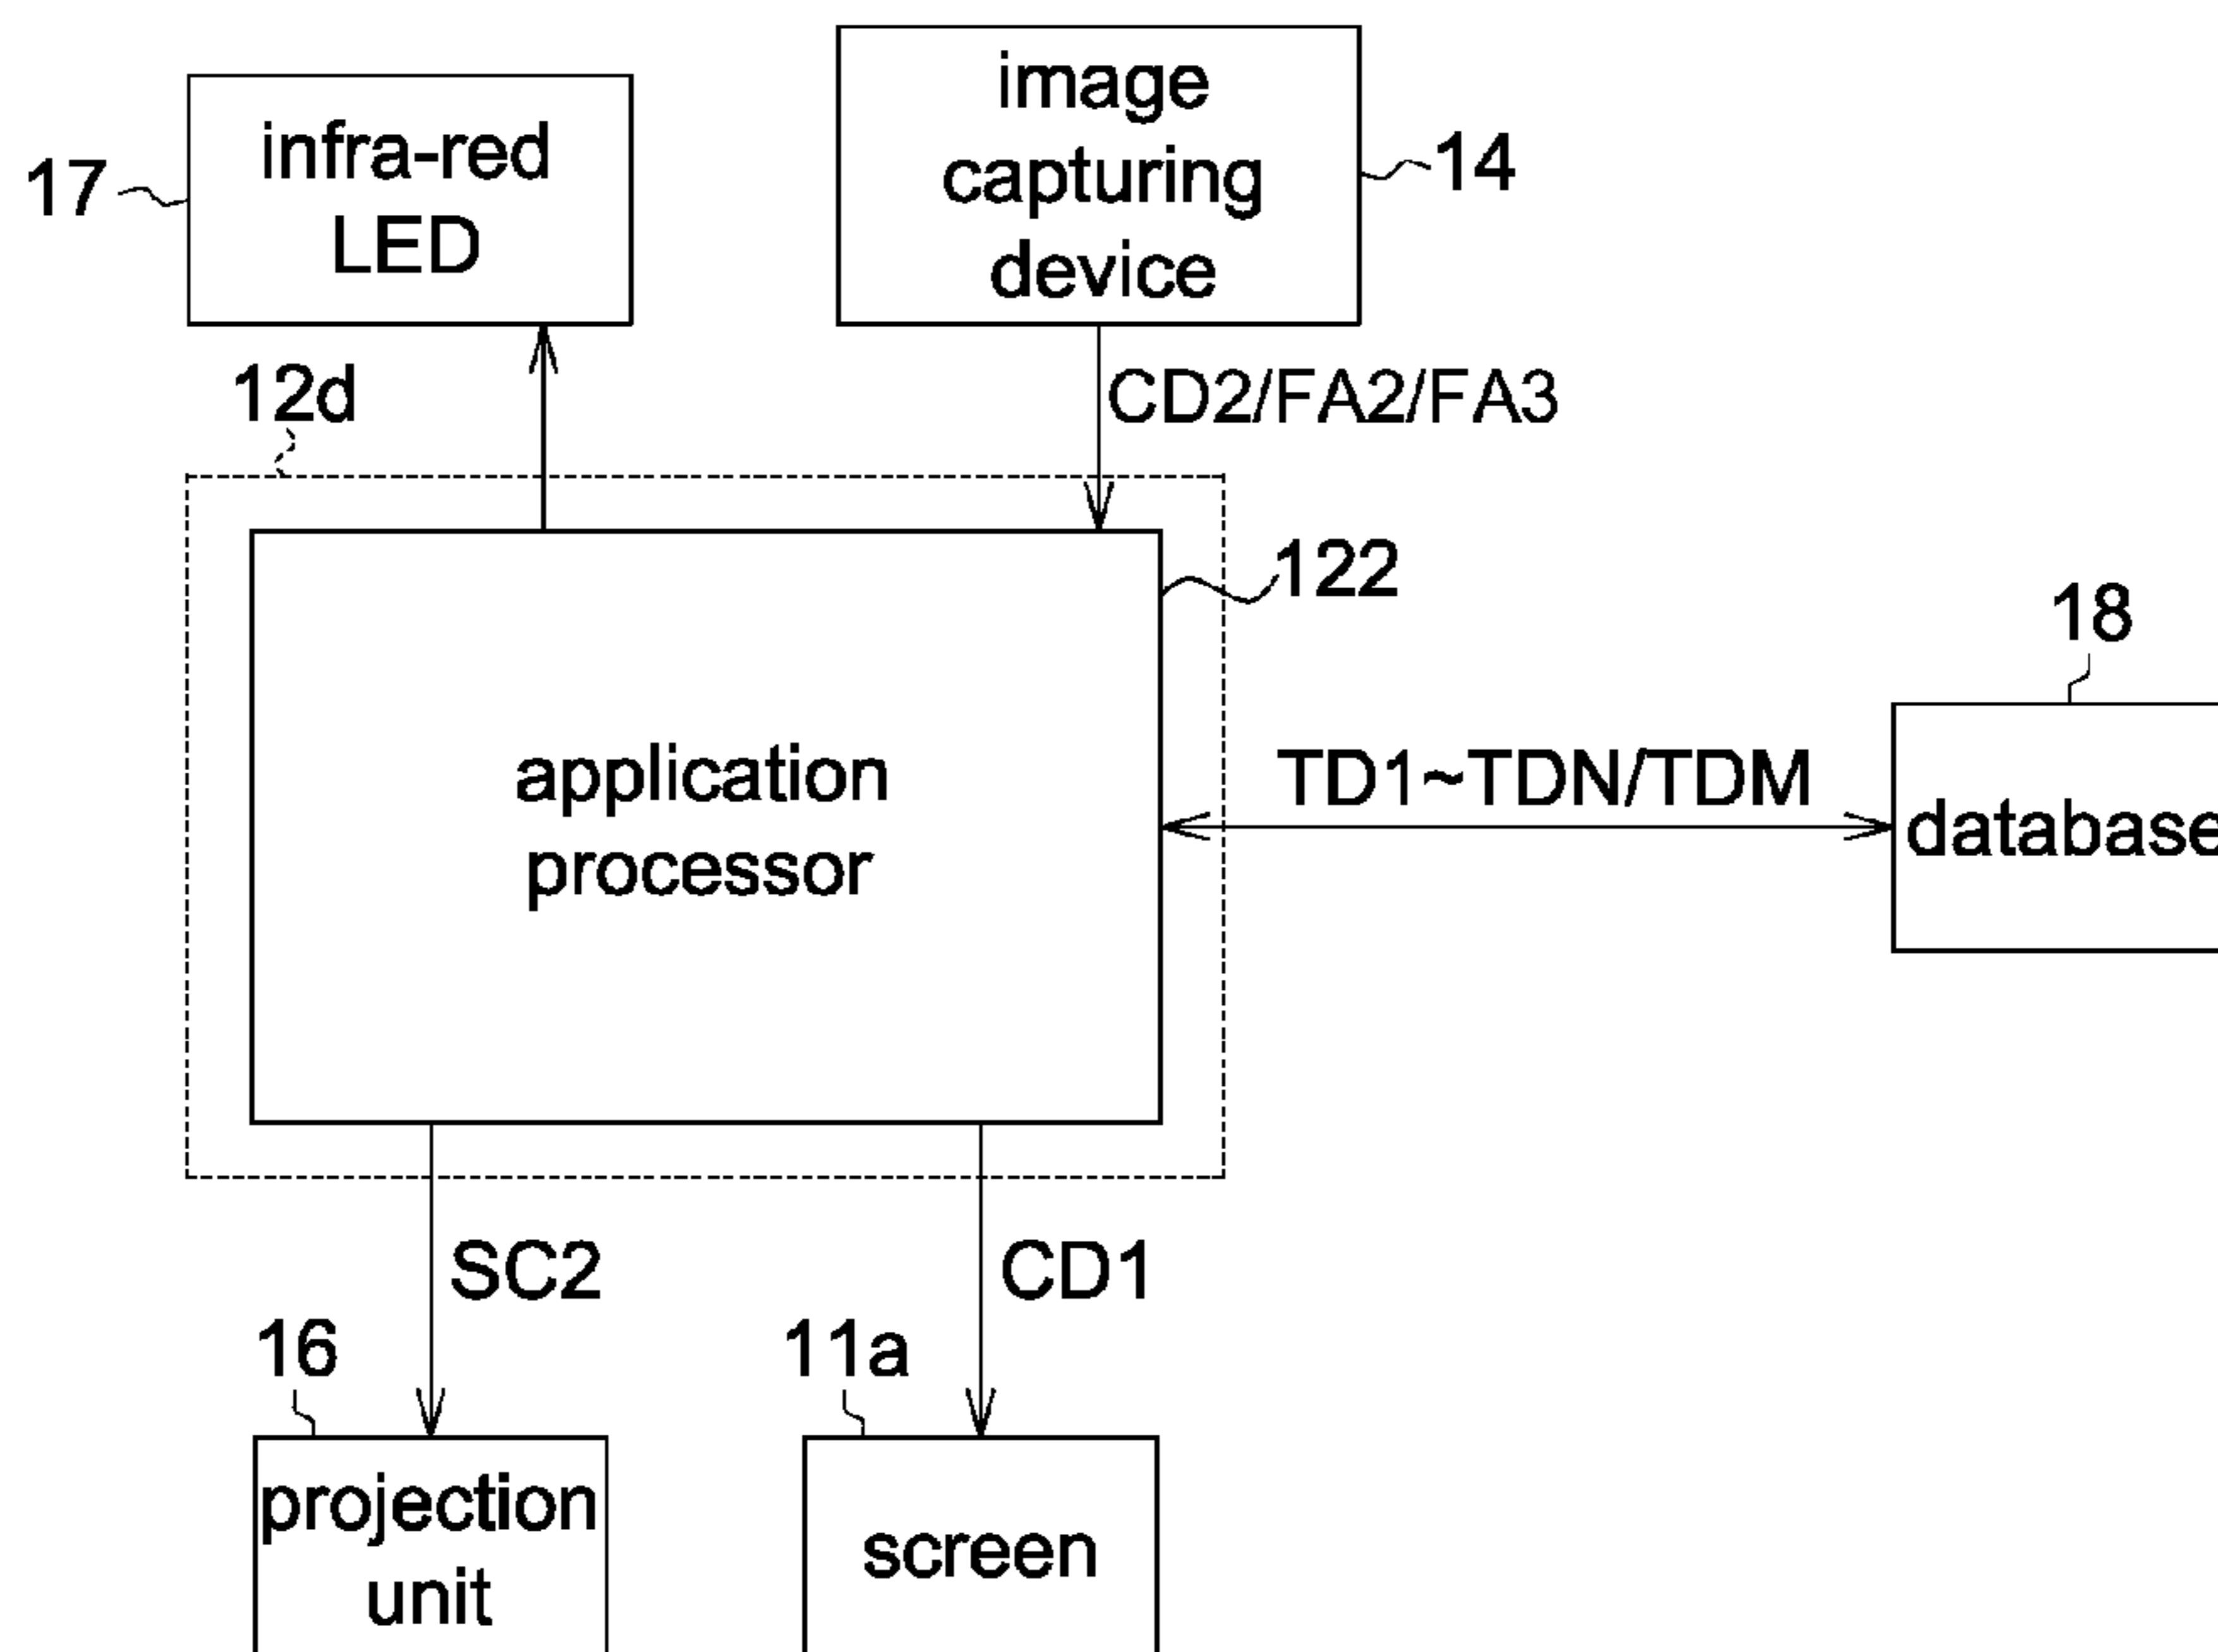 image
capturing
device
14
infra-red
LED
17
12d
CD2/FA2/FA3
122
18
application
processor
TD1~TDN/TDM
database
SC2
CD1
16
11a
projection
unit
screen